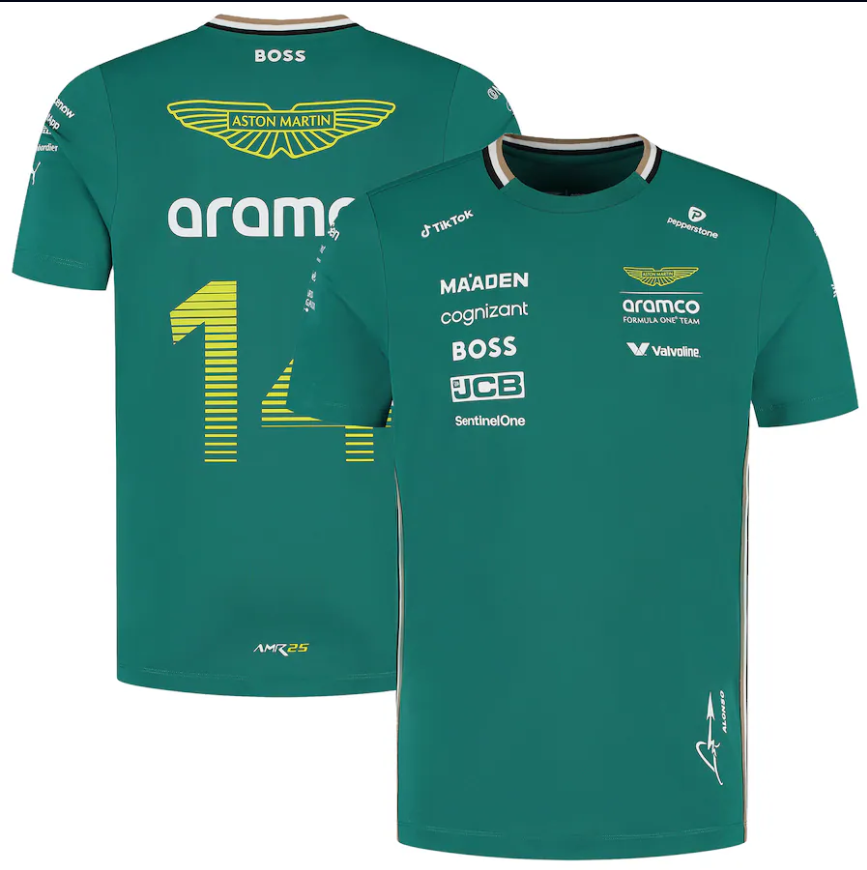 BOSS
ASTON MARTIN
aramc
14
AMR25
TikTok
pepperstone
MA'ADEN
cognizant
BOSS
JCB
SentinelOne
ASTON MARTIN
aramco
FORMULA ONE® TEAM
Valvoline
ALONSO